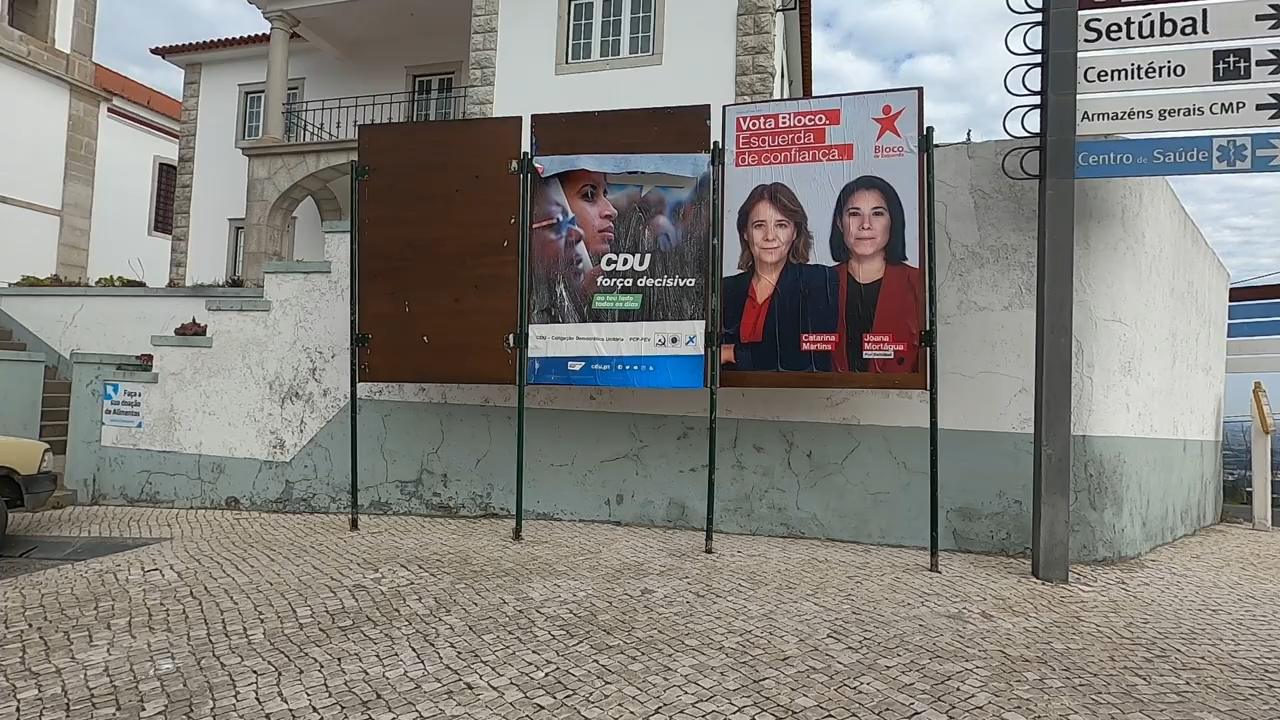 Faça a
sua doação
de Alimentos
CDU
força decisiva
ao teu lado
todos os dias
CDU – Coligação Democrática Unitária PCP-PEV
cdu.pt
Vota Bloco.
Esquerda
de confiança.
Bloco
de Esquerda
Catarina
Martins
Joana
Mortágua
Por Setúbal
Setúbal
Cemitério
Armazéns gerais CMP
Centro de Saúde